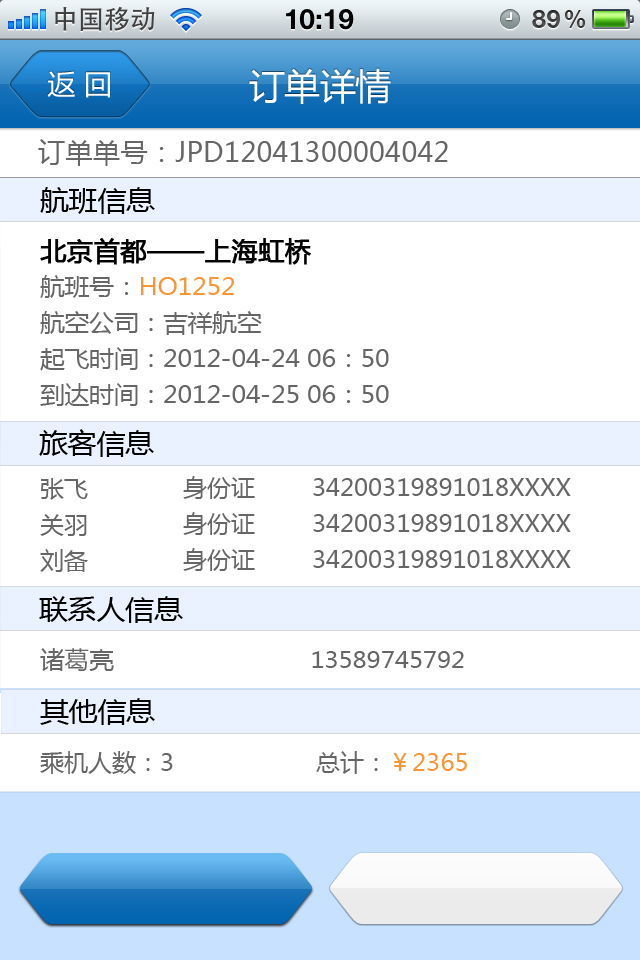 中国移动 10:19 89%
返回 订单详情
订单单号：JPD12041300004042
航班信息
北京首都——上海虹桥
航班号：HO1252
航空公司：吉祥航空
起飞时间：2012-04-24 06：50
到达时间：2012-04-25 06：50
旅客信息
张飞 身份证 34200319891018XXXX
关羽 身份证 34200319891018XXXX
刘备 身份证 34200319891018XXXX
联系人信息
诸葛亮 13589745792
其他信息
乘机人数：3 总计：￥2365